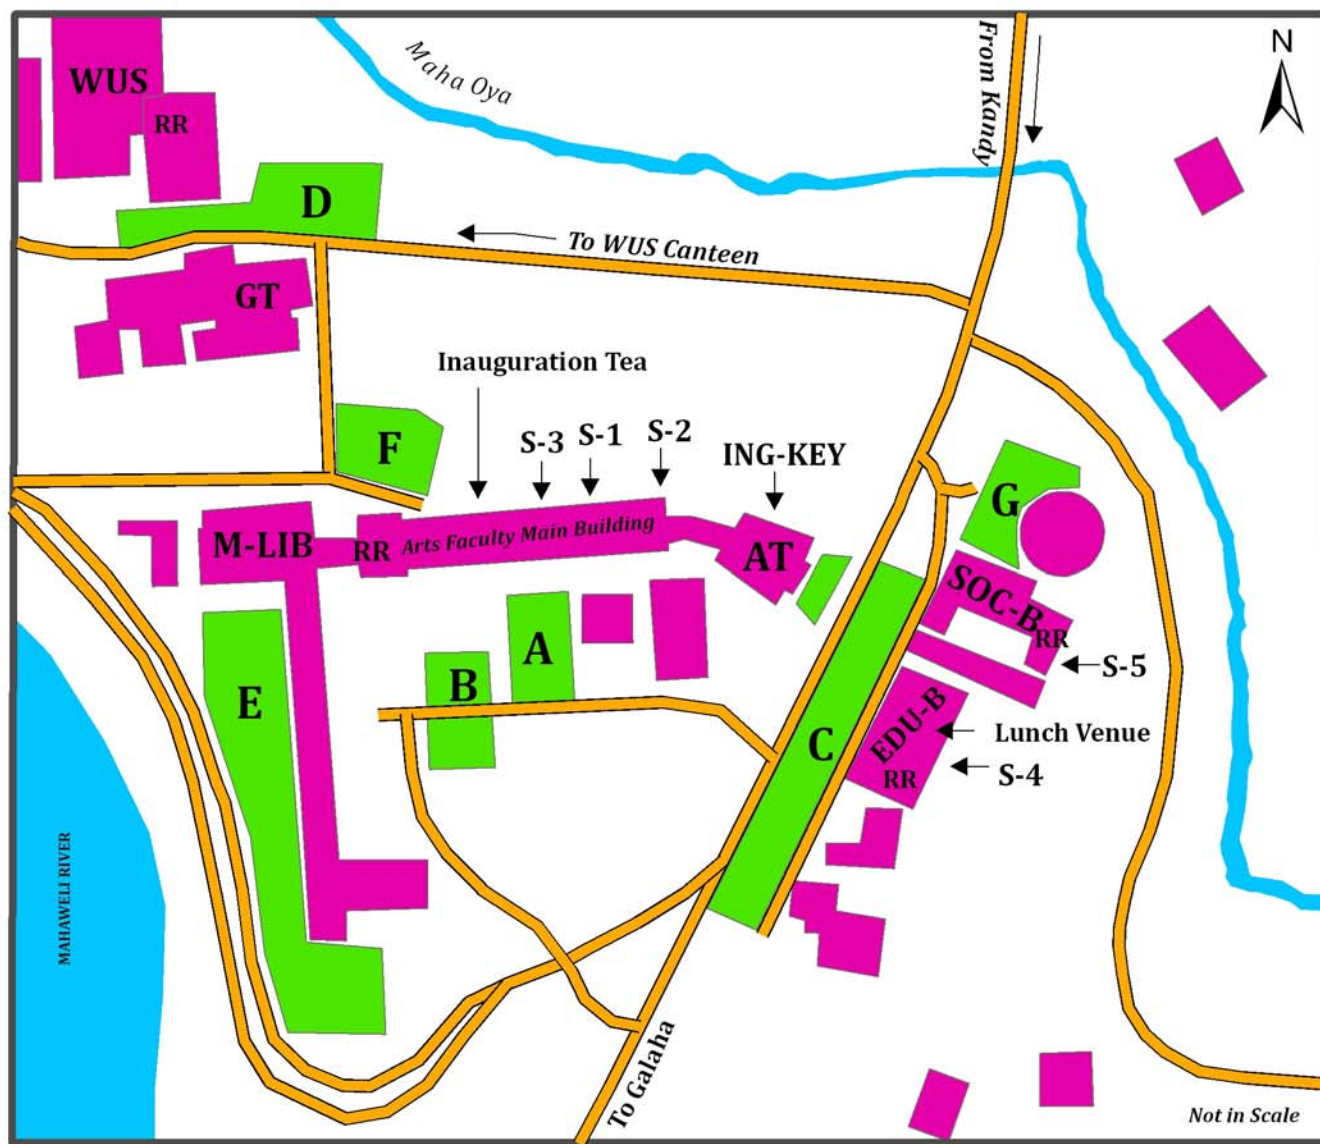 Maha Oya
From Kandy
N
WUS
RR
D
To WUS Canteen
GT
Inauguration Tea
F
S-3
S-1
S-2
ING-KEY
G
M-LIB
RR
Arts Faculty Main Building
AT
SOC-B
RR
S-5
A
B
E
C
EDU-B
Lunch Venue
RR
S-4
MAHAWELI RIVER
To Galaha
Not in Scale